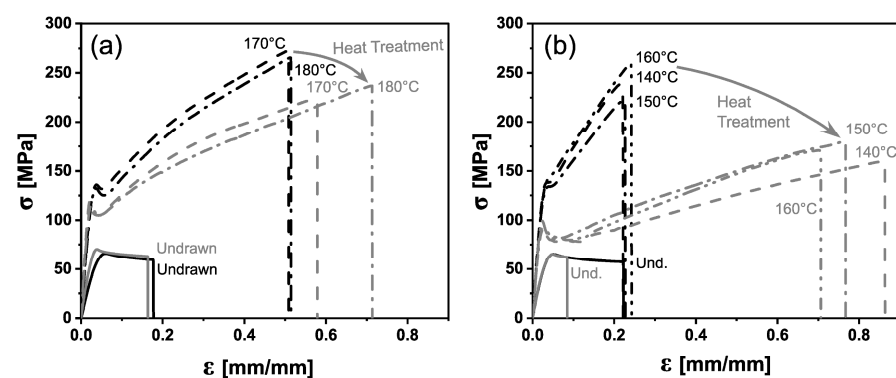 (a)
300
250
200
150
100
50
0
σ [MPa]
170°C
180°C
Heat Treatment
170°C
180°C
Undrawn
Undrawn
0.0
0.2
0.4
0.6
0.8
ε [mm/mm]
(b)
300
250
200
150
100
50
0
σ [MPa]
160°C
140°C
150°C
Heat
Treatment
150°C
140°C
160°C
Und.
Und.
0.0
0.2
0.4
0.6
0.8
ε [mm/mm]